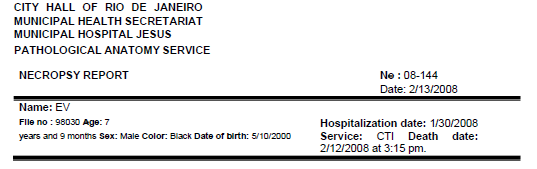 CITY HALL OF RIO DE JANEIRO
MUNICIPAL HEALTH SECRETARIAT
MUNICIPAL HOSPITAL JESUS
PATHOLOGICAL ANATOMY SERVICE
NECROPSY REPORT
Ne : 08-144
Date: 2/13/2008
Name: EV
File no : 98030 Age: 7
years and 9 months Sex: Male Color: Black Date of birth: 5/10/2000
Hospitalization date: 1/30/2008
Service: CTI Death date:
2/12/2008 at 3:15 pm.